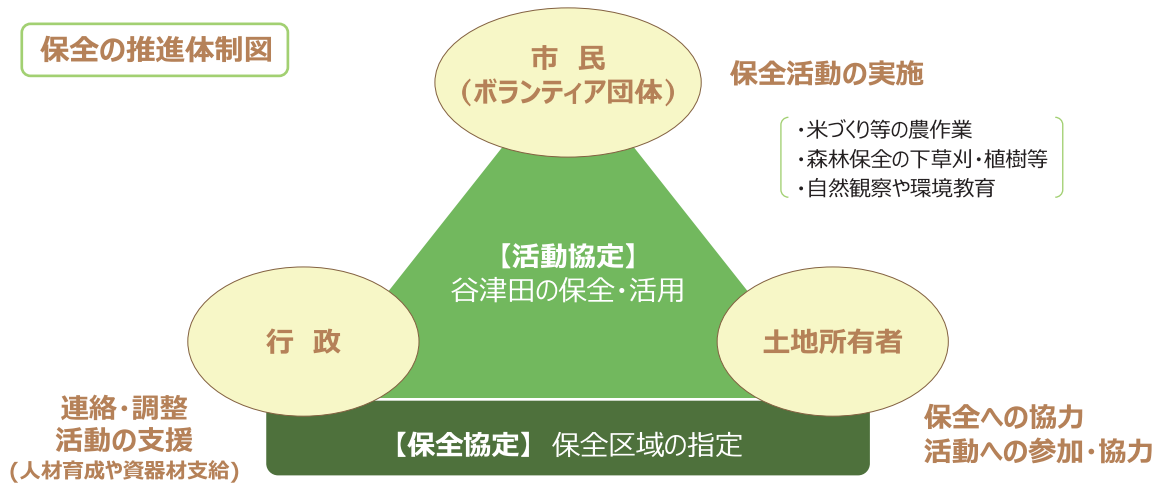 保全の推進体制図
市 民
(ボランティア団体)
保全活動の実施
・米づくり等の農作業
・森林保全の下草刈・植樹等
・自然観察や環境教育
【活動協定】
谷津田の保全・活用
行 政
土地所有者
連絡・調整
活動の支援
(人材育成や資器材支給)
【保全協定】 保全区域の指定
保全への協力
活動への参加・協力